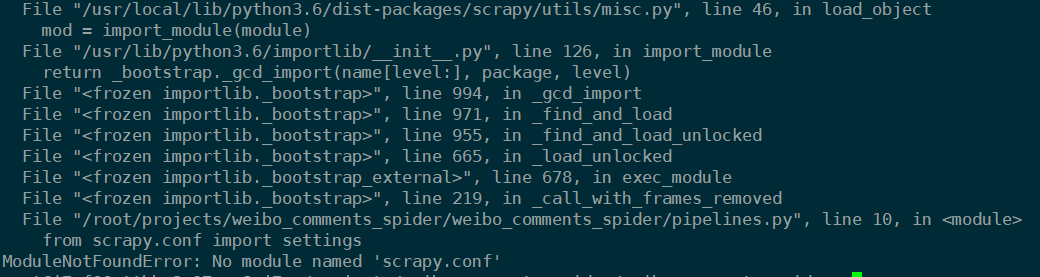 File "/usr/local/lib/python3.6/dist-packages/scrapy/utils/misc.py", line 46, in load_object
mod = import_module(module)
File "/usr/lib/python3.6/importlib/__init__.py", line 126, in import_module
return _bootstrap._gcd_import(name[level:], package, level)
File "<frozen importlib._bootstrap>", line 994, in _gcd_import
File "<frozen importlib._bootstrap>", line 971, in _find_and_load
File "<frozen importlib._bootstrap>", line 955, in _find_and_load_unlocked
File "<frozen importlib._bootstrap>", line 665, in _load_unlocked
File "<frozen importlib._bootstrap_external>", line 678, in exec_module
File "<frozen importlib._bootstrap>", line 219, in _call_with_frames_removed
File "/root/projects/weibo_comments_spider/weibo_comments_spider/pipelines.py", line 10, in <module>
from scrapy.conf import settings
ModuleNotFoundError: No module named 'scrapy.conf'